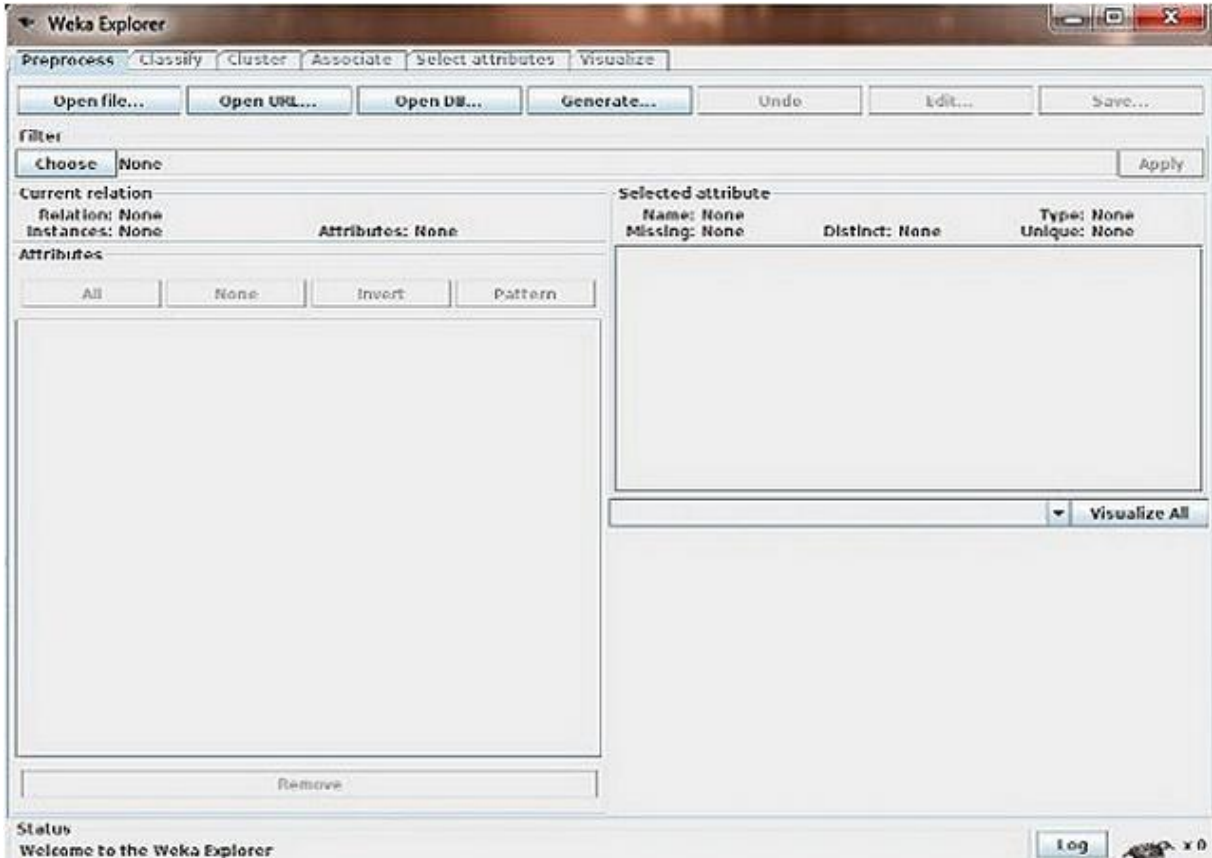 Weka Explorer
Preprocess Classify Cluster Associate Select attributes Visualize
Open file... Open URL... Open DB... Generate... Undo Edit... Save...
Filter
Choose None Apply
Current relation
Relation: None
Instances: None Attributes: None
Selected attribute
Name: None Type: None
Missing: None Distinct: None Unique: None
Attributes
All None Invert Pattern
Visualize All
Remove
Status
Welcome to the Weka Explorer
Log x 0